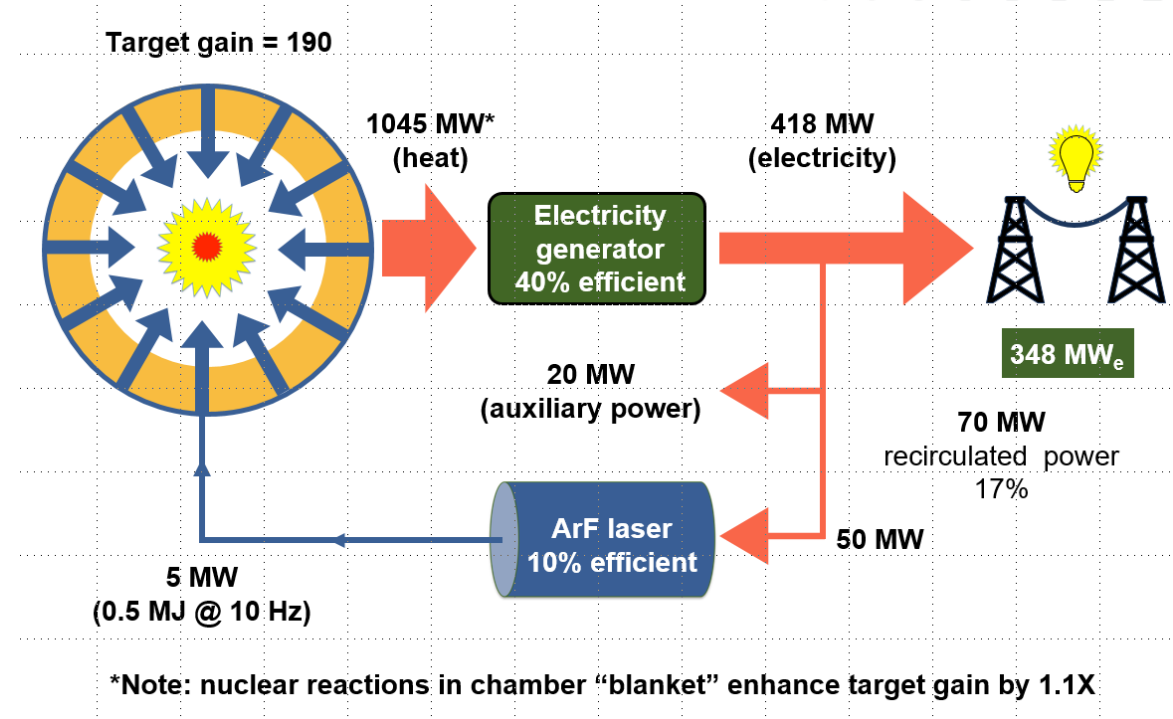 Target gain = 190
1045 MW*
(heat)
418 MW
(electricity)
Electricity
generator
40% efficient
348 MWe
20 MW
(auxiliary power)
70 MW
recirculated power
17%
ArF laser
10% efficient
50 MW
5 MW
(0.5 MJ @ 10 Hz)
*Note: nuclear reactions in chamber “blanket” enhance target gain by 1.1X